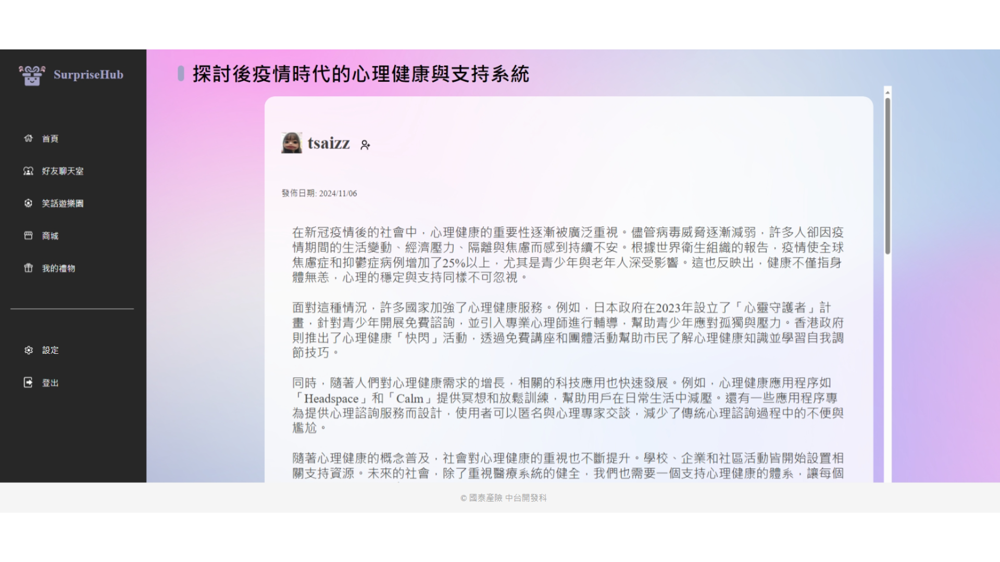 SurpriseHub
首頁
好友聊天室
笑話遊樂園
商城
我的禮物
設定
登出
探討後疫情時代的心理健康與支持系統
tsaizz
發佈日期: 2024/11/06
在新冠疫情後的社會中，心理健康的重要性逐漸被廣泛重視。儘管病毒威脅逐漸減弱，許多人卻因疫
情期間的生活變動、經濟壓力、隔離與焦慮而感到持續不安。根據世界衛生組織的報告，疫情使全球
焦慮症和抑鬱症病例增加了25%以上，尤其是青少年與老年人深受影響。這也反映出，健康不僅指身
體無恙，心理的穩定與支持同樣不可忽視。
面對這種情況，許多國家加強了心理健康服務。例如，日本政府在2023年設立了「心靈守護者」計
畫，針對青少年開展免費諮詢，並引入專業心理師進行輔導，幫助青少年應對孤獨與壓力。香港政府
則推出了心理健康「快閃」活動，透過免費講座和團體活動幫助市民了解心理健康知識並學習自我調
節技巧。
同時，隨著人們對心理健康需求的增長，相關的科技應用也快速發展。例如，心理健康應用程序如
「Headspace」和「Calm」提供冥想和放鬆訓練，幫助用戶在日常生活中減壓。還有一些應用程序專
為提供心理諮詢服務而設計，使用者可以匿名與心理專家交談，減少了傳統心理諮詢過程中的不便與
尷尬。
隨著心理健康的概念普及，社會對心理健康的重視也不斷提升。學校、企業和社區活動皆開始設置相
關支持資源。未來的社會，除了重視醫療系統的健全，我們也需要一個支持心理健康的體系，讓每個
© 國泰產險 中台開發科